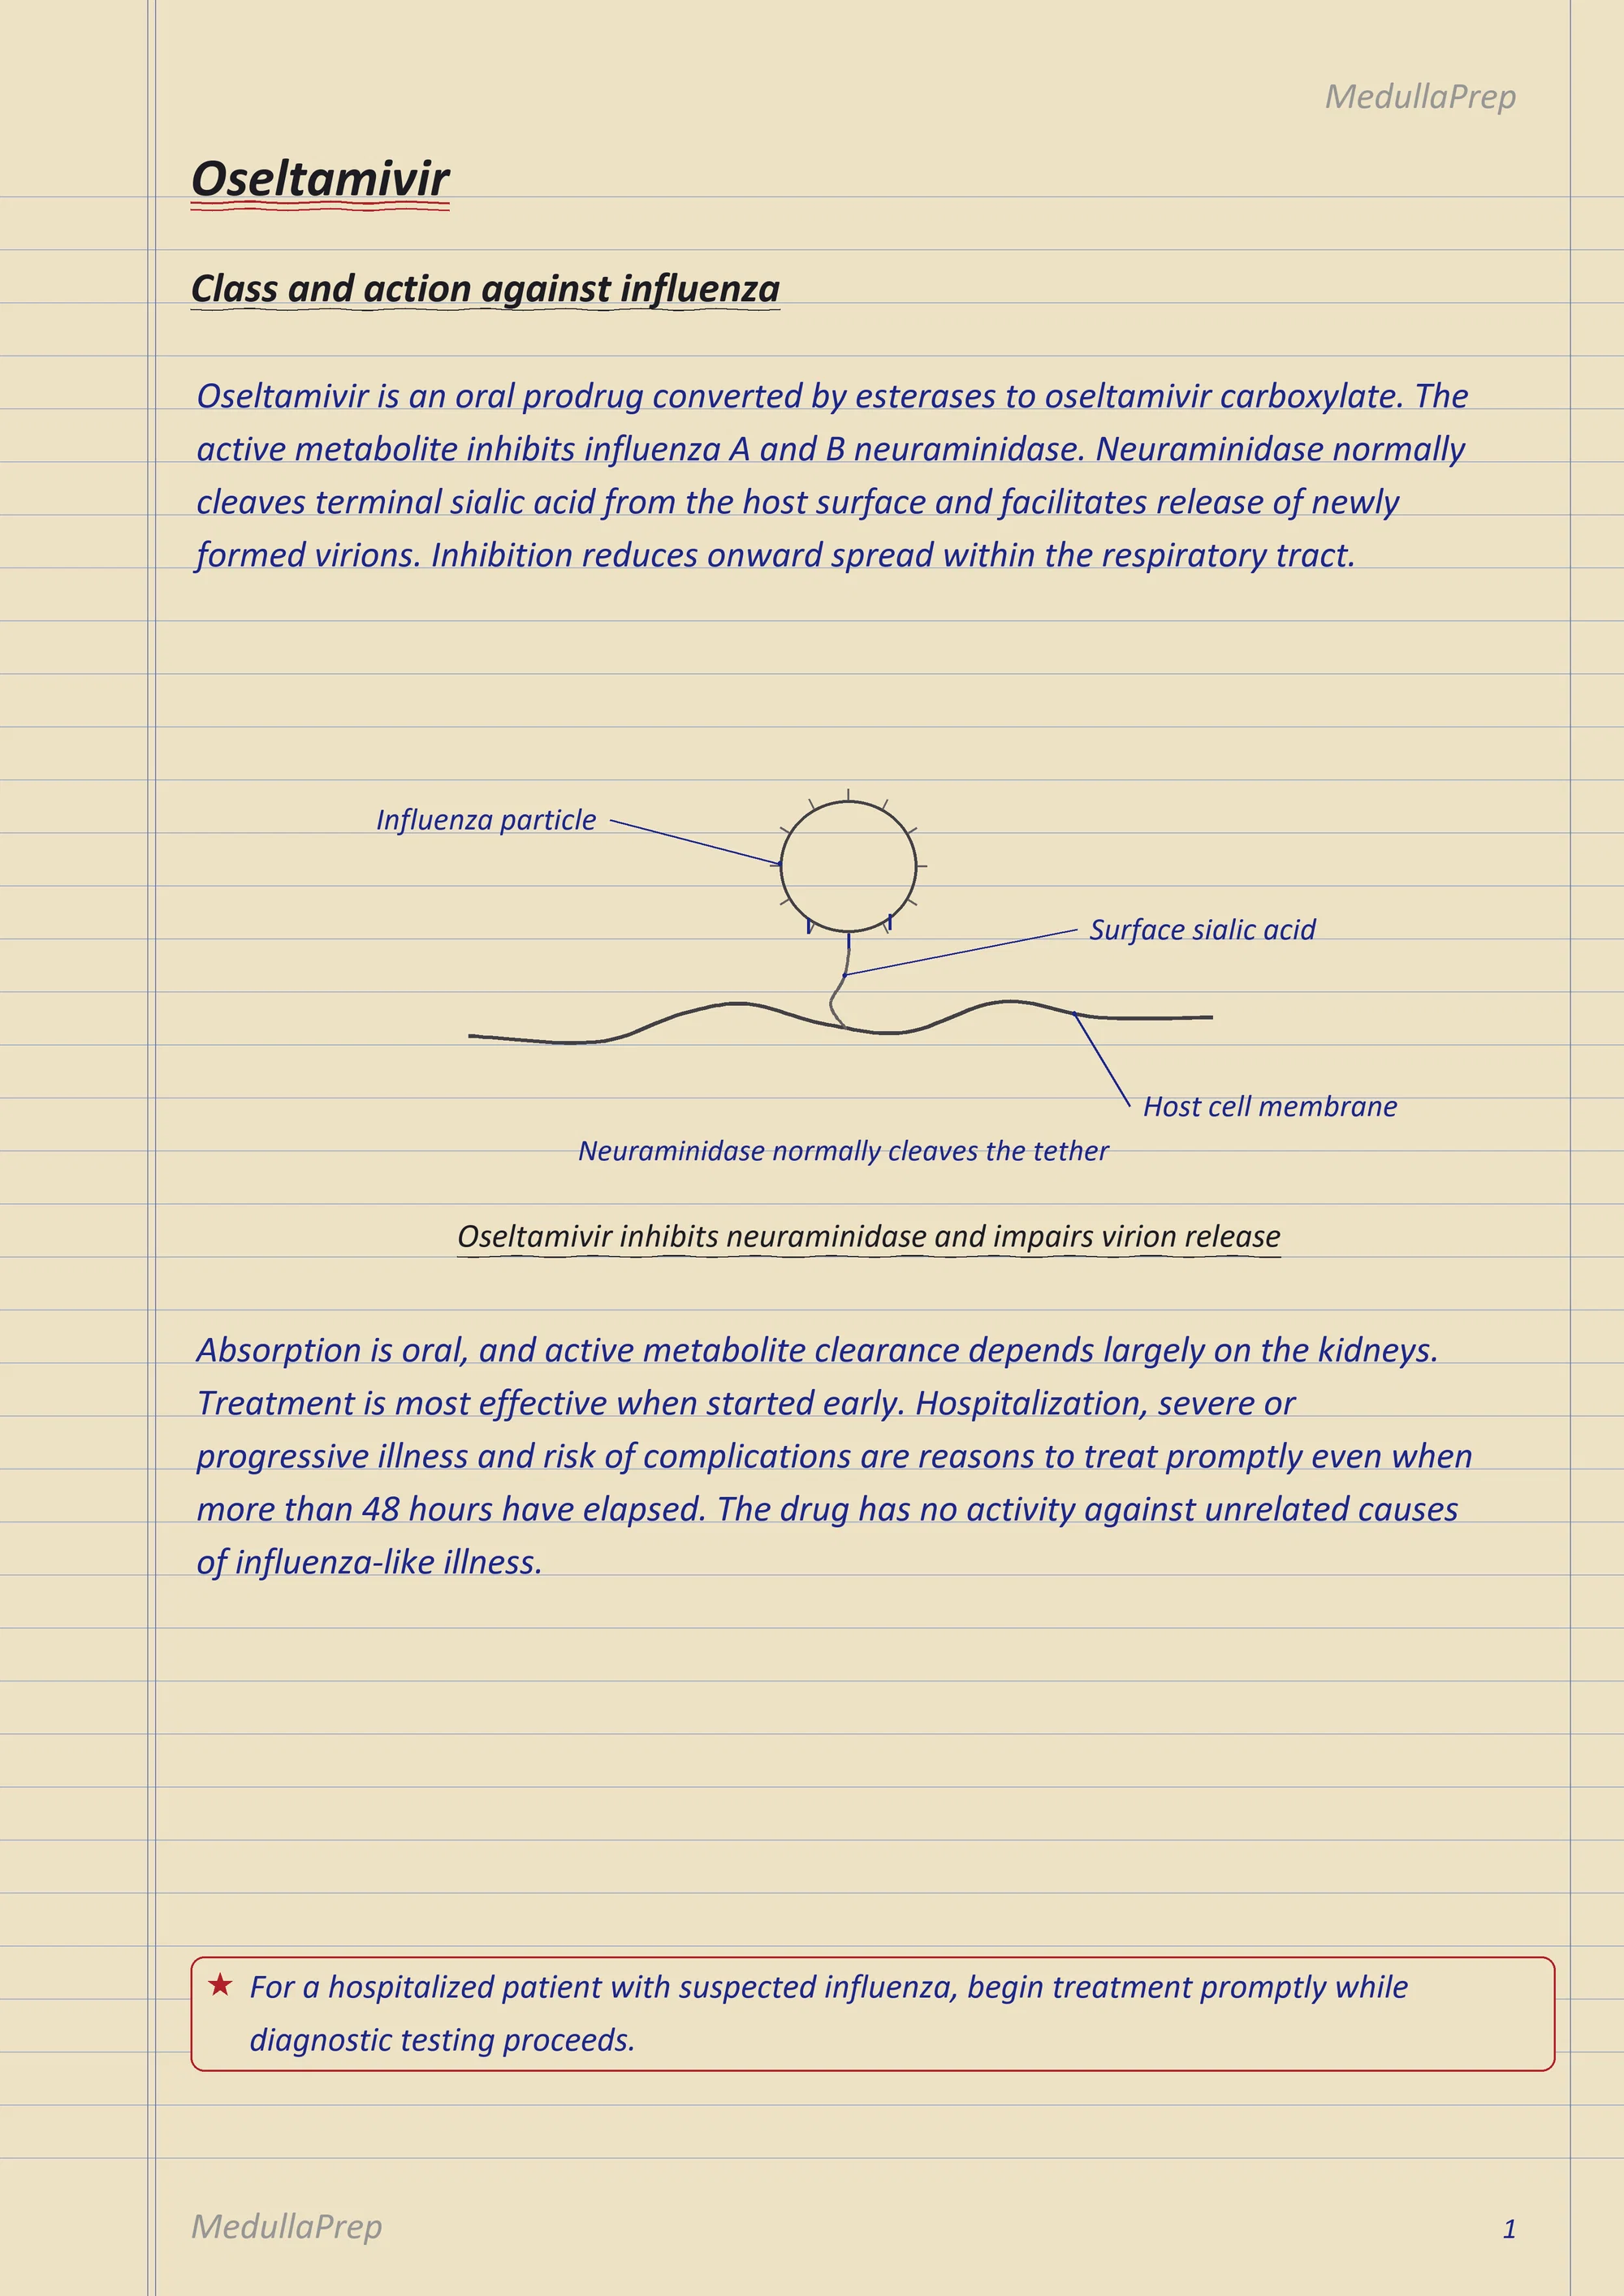 MedullaPrep
Oseltamivir
Class and action against influenza
Oseltamivir is an oral prodrug converted by esterases to oseltamivir carboxylate. The
active metabolite inhibits influenza A and B neuraminidase. Neuraminidase normally
cleaves terminal sialic acid from the host surface and facilitates release of newly
formed virions. Inhibition reduces onward spread within the respiratory tract.
Influenza particle
Surface sialic acid
Host cell membrane
Neuraminidase normally cleaves the tether
Oseltamivir inhibits neuraminidase and impairs virion release
Absorption is oral, and active metabolite clearance depends largely on the kidneys.
Treatment is most effective when started early. Hospitalization, severe or
progressive illness and risk of complications are reasons to treat promptly even when
more than 48 hours have elapsed. The drug has no activity against unrelated causes
of influenza-like illness.
★ For a hospitalized patient with suspected influenza, begin treatment promptly while
diagnostic testing proceeds.
MedullaPrep
1